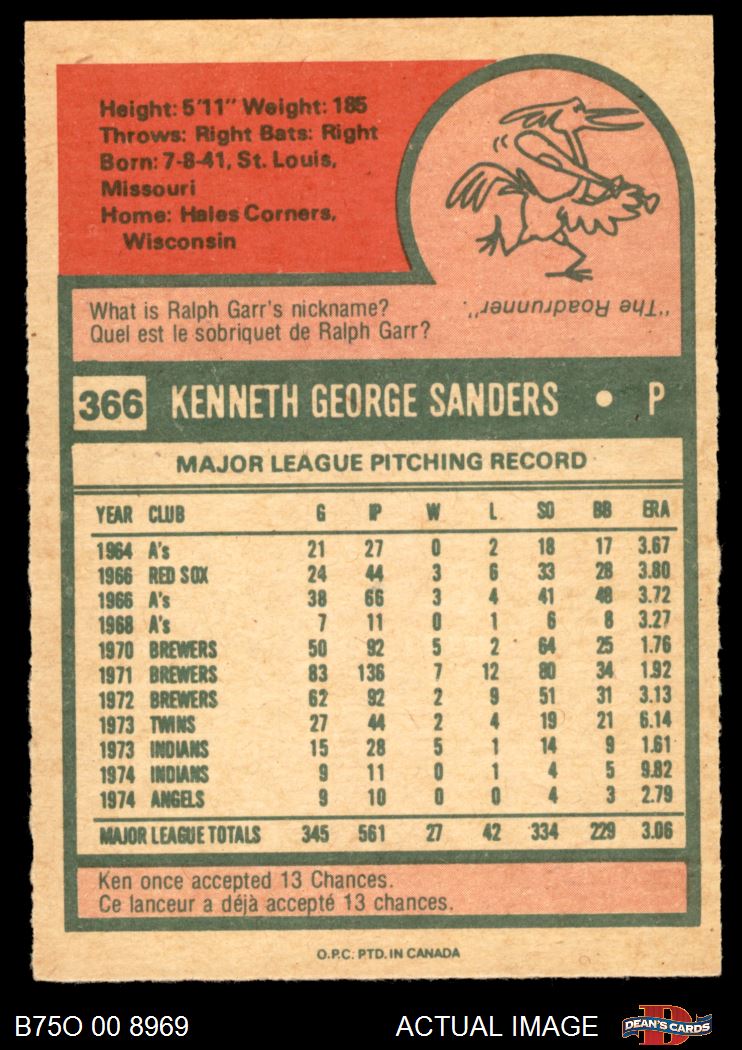 Height: 5'11" Weight: 185
Throws: Right Bats: Right
Born: 7-8-41, St. Louis,
Missouri
Home: Hales Corners,
Wisconsin
"The Roadrunner".
What is Ralph Garr's nickname?
Quel est le sobriquet de Ralph Garr?
366 KENNETH GEORGE SANDERS • P
MAJOR LEAGUE PITCHING RECORD
YEAR CLUB G IP W L SO BB ERA
1964 A's 21 27 0 2 18 17 3.67
1966 RED SOX 24 44 3 6 33 28 3.80
1966 A's 38 66 3 4 41 48 3.72
1968 A's 7 11 0 1 6 8 3.27
1970 BREWERS 50 92 5 2 64 25 1.76
1971 BREWERS 83 136 7 12 80 34 1.92
1972 BREWERS 62 92 2 9 51 31 3.13
1973 TWINS 27 44 2 4 19 21 6.14
1973 INDIANS 15 28 5 1 14 9 1.61
1974 INDIANS 9 11 0 1 4 5 9.82
1974 ANGELS 9 10 0 0 4 3 2.79
MAJOR LEAGUE TOTALS 345 561 27 42 334 229 3.06
Ken once accepted 13 Chances.
Ce lanceur a déjà accepté 13 chances.
O.P.C. PTD. IN CANADA
B75O 00 8969 ACTUAL IMAGE
D
DEAN'S CARDS